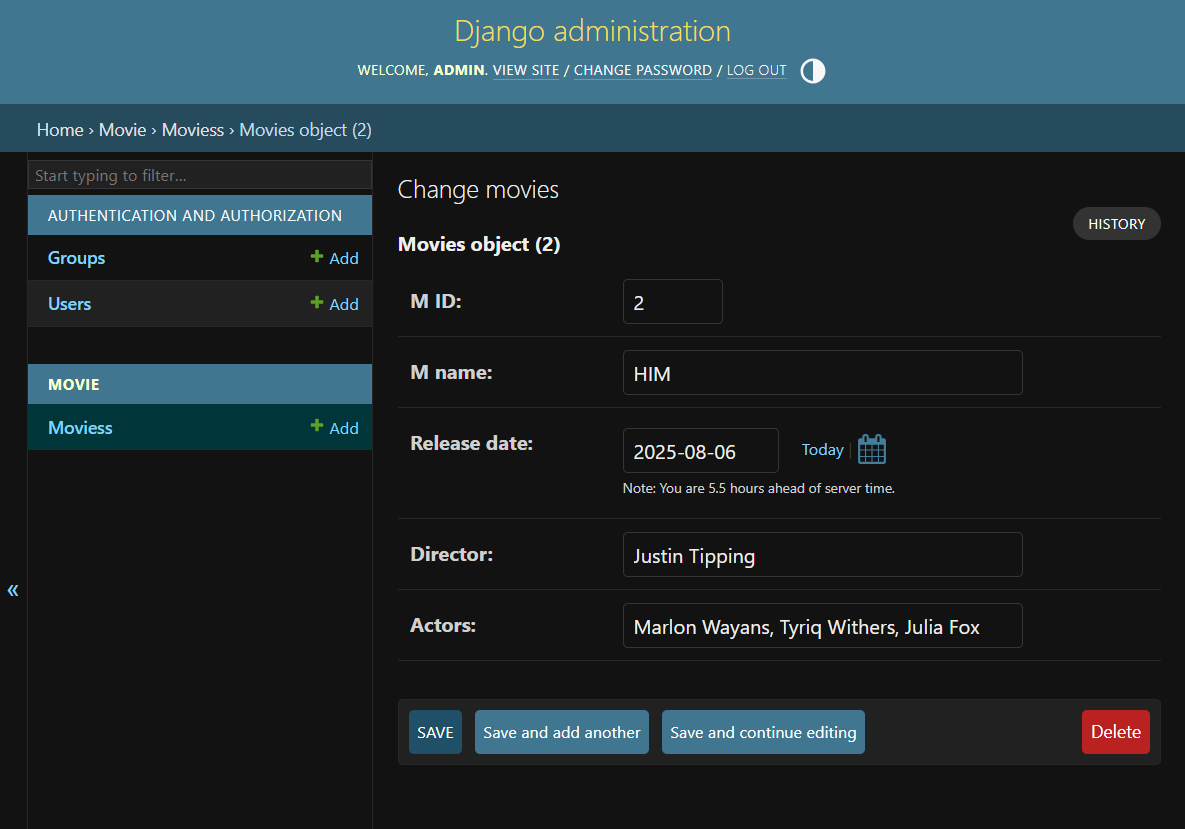 Django administration
WELCOME, ADMIN. VIEW SITE / CHANGE PASSWORD / LOG OUT
Home › Movie › Moviess › Movies object (2)
Start typing to filter...
AUTHENTICATION AND AUTHORIZATION
Groups + Add
Users + Add
MOVIE
Moviess + Add
«
Change movies
HISTORY
Movies object (2)
M ID: 2
M name: HIM
Release date: 2025-08-06 Today |
Note: You are 5.5 hours ahead of server time.
Director: Justin Tipping
Actors: Marlon Wayans, Tyriq Withers, Julia Fox
SAVE Save and add another Save and continue editing Delete